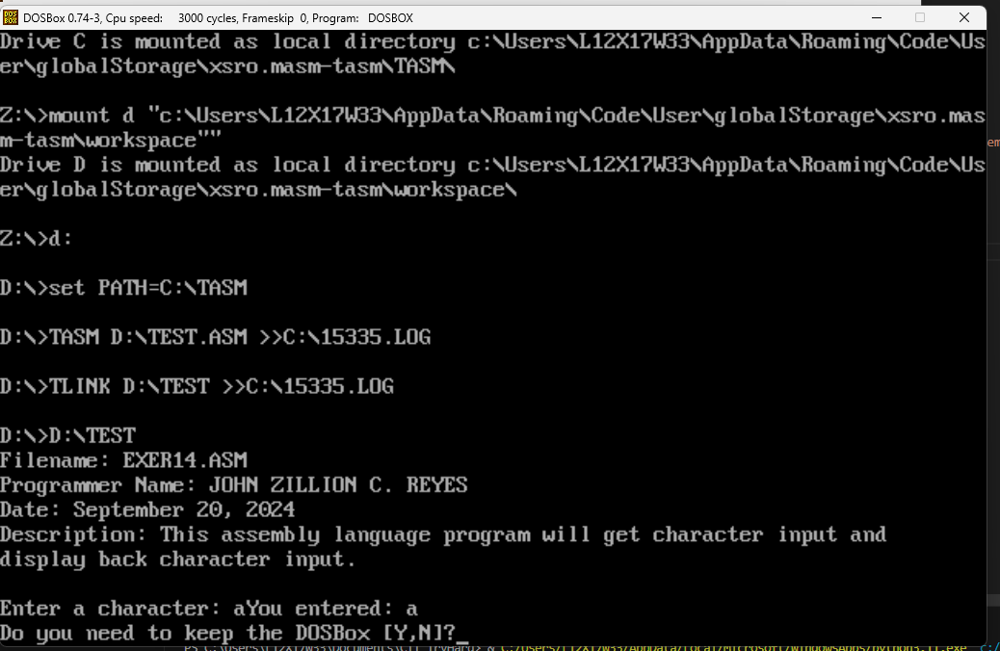 DOSBox 0.74-3, Cpu speed: 3000 cycles, Frameskip 0, Program: DOSBOX
Drive C is mounted as local directory c:\Users\L12X17W33\AppData\Roaming\Code\Us
er\globalStorage\xsro.masm-tasm\TASM\
Z:\>mount d "c:\Users\L12X17W33\AppData\Roaming\Code\User\globalStorage\xsro.mas
m-tasm\workspace""
Drive D is mounted as local directory c:\Users\L12X17W33\AppData\Roaming\Code\Us
er\globalStorage\xsro.masm-tasm\workspace\
Z:\>d:
D:\>set PATH=C:\TASM
D:\>TASM D:\TEST.ASM >>C:\15335.LOG
D:\>TLINK D:\TEST >>C:\15335.LOG
D:\>D:\TEST
Filename: EXER14.ASM
Programmer Name: JOHN ZILLION C. REYES
Date: September 20, 2024
Description: This assembly language program will get character input and
display back character input.
Enter a character: aYou entered: a
Do you need to keep the DOSBox [Y,N]?_